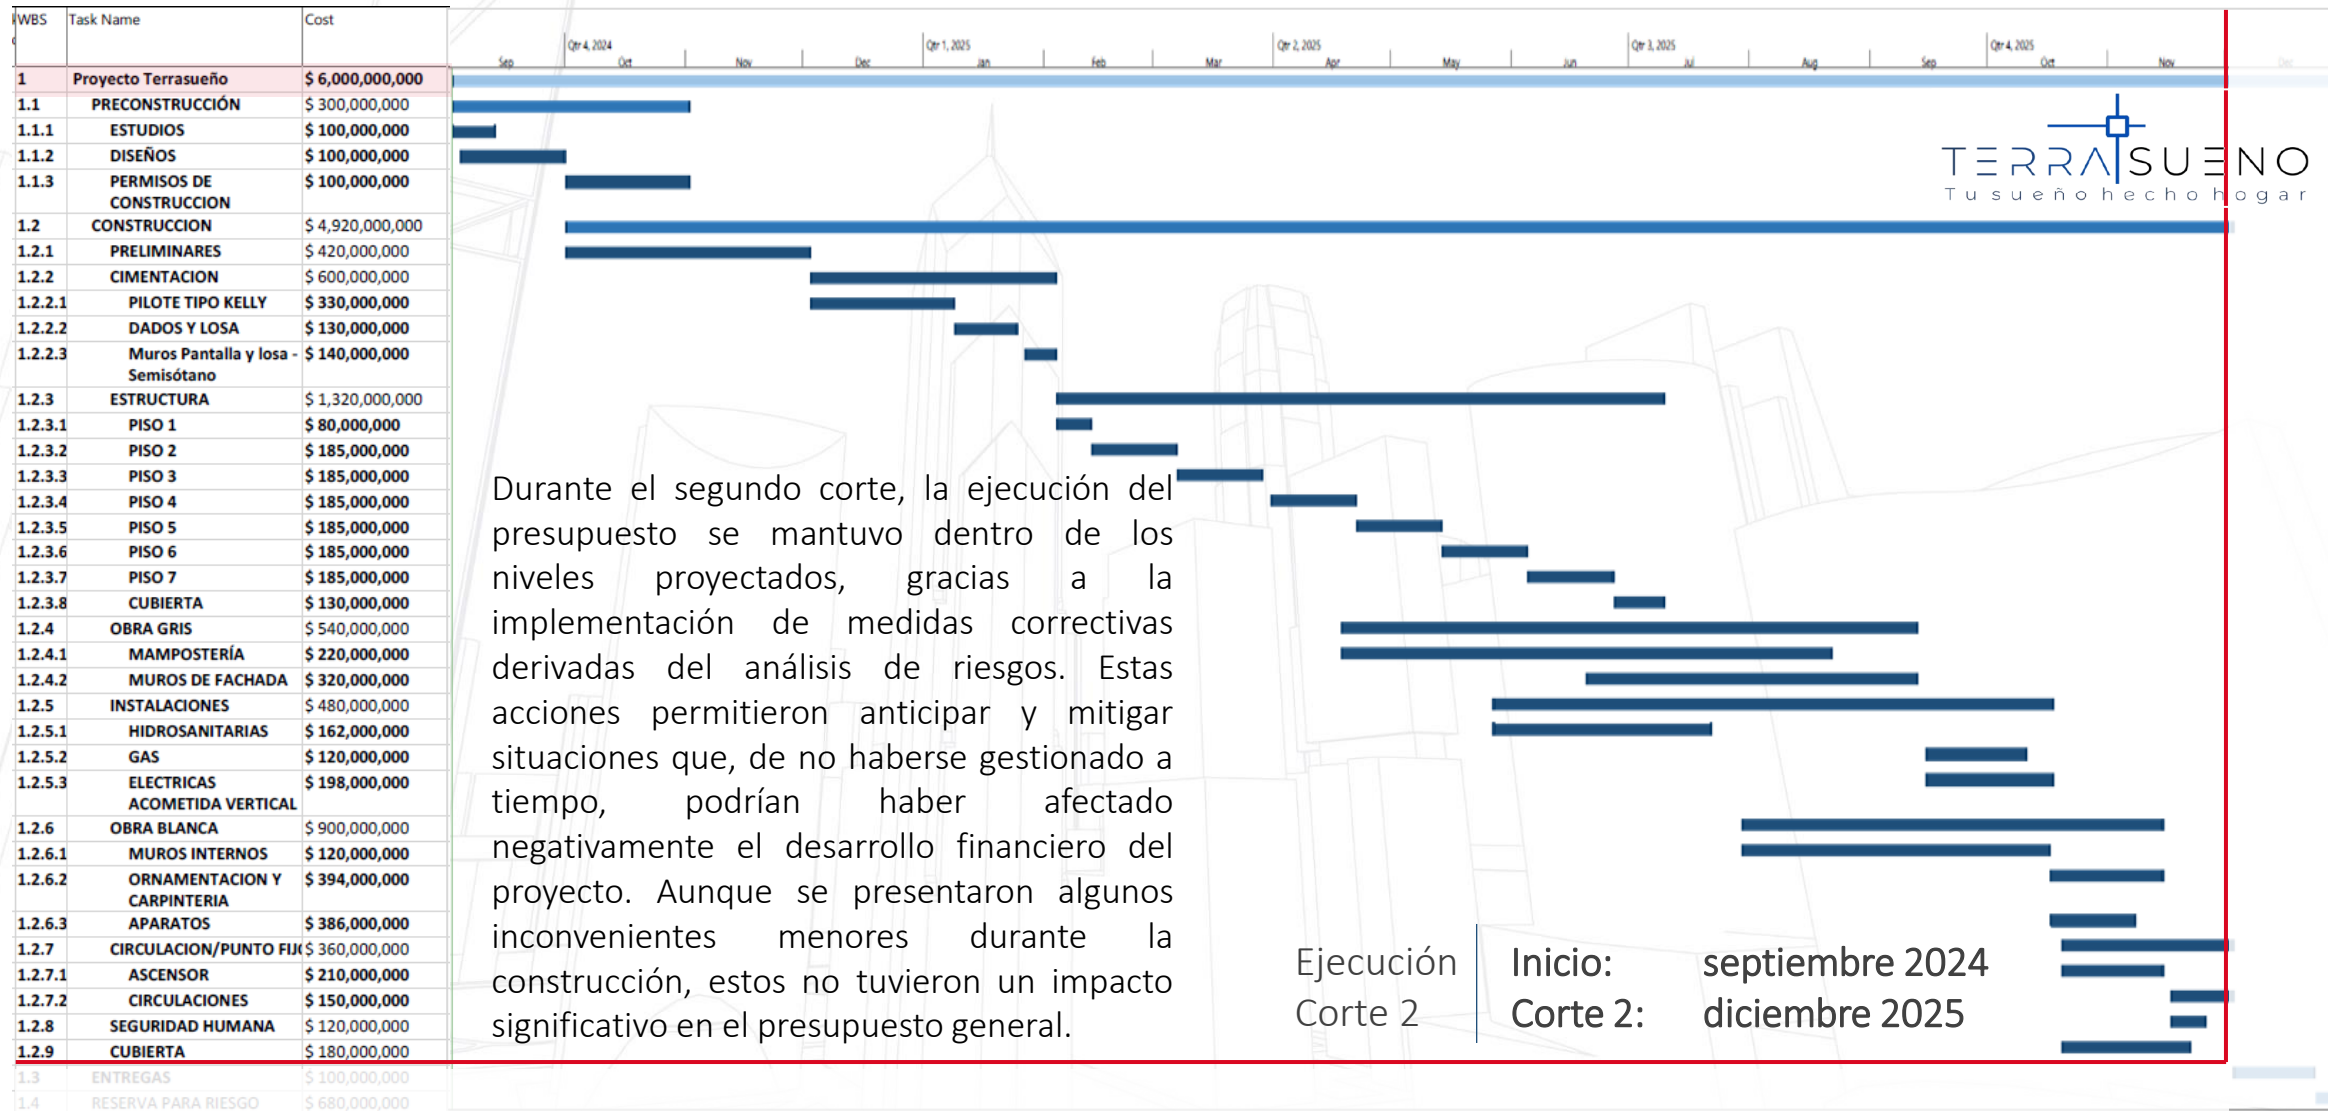 WBS Task Name Cost
Qtr 4, 2024 Qtr 1, 2025 Qtr 2, 2025 Qtr 3, 2025 Qtr 4, 2025
Sep Oct Nov Dec Jan Feb Mar Apr May Jun Jul Aug Sep Oct Nov Dec
1 Proyecto Terrasueño $ 6,000,000,000
1.1 PRECONSTRUCCIÓN $ 300,000,000
1.1.1 ESTUDIOS $ 100,000,000
1.1.2 DISEÑOS $ 100,000,000
1.1.3 PERMISOS DE $ 100,000,000
CONSTRUCCION
1.2 CONSTRUCCION $ 4,920,000,000
1.2.1 PRELIMINARES $ 420,000,000
1.2.2 CIMENTACION $ 600,000,000
1.2.2.1 PILOTE TIPO KELLY $ 330,000,000
1.2.2.2 DADOS Y LOSA $ 130,000,000
1.2.2.3 Muros Pantalla y losa - $ 140,000,000
Semisótano
1.2.3 ESTRUCTURA $ 1,320,000,000
1.2.3.1 PISO 1 $ 80,000,000
1.2.3.2 PISO 2 $ 185,000,000
1.2.3.3 PISO 3 $ 185,000,000
1.2.3.4 PISO 4 $ 185,000,000
1.2.3.5 PISO 5 $ 185,000,000
1.2.3.6 PISO 6 $ 185,000,000
1.2.3.7 PISO 7 $ 185,000,000
1.2.3.8 CUBIERTA $ 130,000,000
1.2.4 OBRA GRIS $ 540,000,000
1.2.4.1 MAMPOSTERÍA $ 220,000,000
1.2.4.2 MUROS DE FACHADA $ 320,000,000
1.2.5 INSTALACIONES $ 480,000,000
1.2.5.1 HIDROSANITARIAS $ 162,000,000
1.2.5.2 GAS $ 120,000,000
1.2.5.3 ELECTRICAS $ 198,000,000
ACOMETIDA VERTICAL
1.2.6 OBRA BLANCA $ 900,000,000
1.2.6.1 MUROS INTERNOS $ 120,000,000
1.2.6.2 ORNAMENTACION Y $ 394,000,000
CARPINTERIA
1.2.6.3 APARATOS $ 386,000,000
1.2.7 CIRCULACION/PUNTO FIJO $ 360,000,000
1.2.7.1 ASCENSOR $ 210,000,000
1.2.7.2 CIRCULACIONES $ 150,000,000
1.2.8 SEGURIDAD HUMANA $ 120,000,000
1.2.9 CUBIERTA $ 180,000,000
1.3 ENTREGAS $ 100,000,000
1.4 RESERVA PARA RIESGO $ 680,000,000
TERRASUENO
Tu sueño hecho hogar
Durante el segundo corte, la ejecución del
presupuesto se mantuvo dentro de los
niveles proyectados, gracias a la
implementación de medidas correctivas
derivadas del análisis de riesgos. Estas
acciones permitieron anticipar y mitigar
situaciones que, de no haberse gestionado a
tiempo, podrían haber afectado
negativamente el desarrollo financiero del
proyecto. Aunque se presentaron algunos
inconvenientes menores durante la
construcción, estos no tuvieron un impacto
significativo en el presupuesto general.
Ejecución
Corte 2
Inicio: septiembre 2024
Corte 2: diciembre 2025